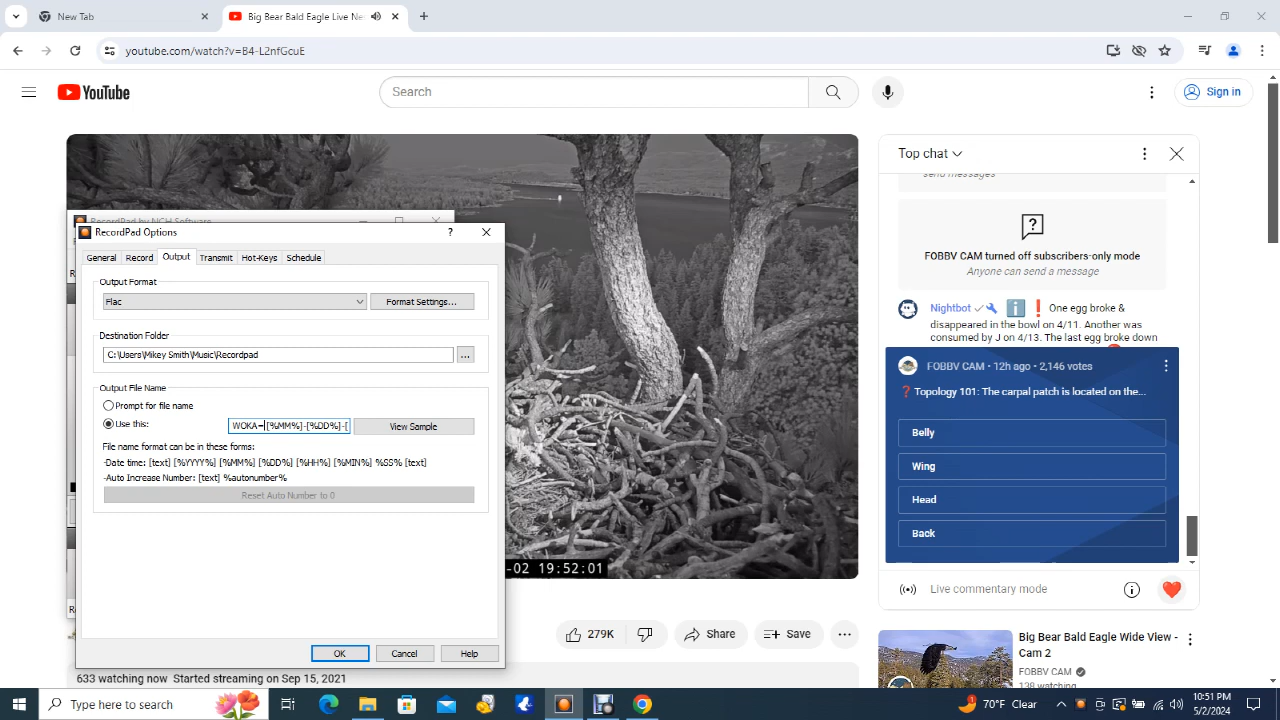 New Tab
Big Bear Bald Eagle Live Ne
youtube.com/watch?v=B4-L2nfGcuE
YouTube
Search
Sign in
Top chat
send messages
FOBBV CAM turned off subscribers-only mode
Anyone can send a message
Nightbot ℹ️ ❗ One egg broke &
disappeared in the bowl on 4/11. Another was
consumed by J on 4/13. The last egg broke down
FOBBV CAM • 12h ago • 2,146 votes
❓Topology 101: The carpal patch is located on the...
Belly
Wing
Head
Back
Live commentary mode
RecordPad by NCH Software
RecordPad Options
General Record Output Transmit Hot-Keys Schedule
Output Format
Flac
Format Settings...
Destination Folder
C:\Users\Mikey Smith\Music\Recordpad
...
Output File Name
Prompt for file name
Use this:
WOKA--[%MM%]-[%DD%]-[
View Sample
File name format can be in these forms:
-Date time: [text] [%YYYY%] [%MM%] [%DD%] [%HH%] [%MIN%] %SS% [text]
-Auto Increase Number: [text] %autonumber%
Reset Auto Number to 0
OK
Cancel
Help
-02 19:52:01
279K
Share
Save
633 watching now Started streaming on Sep 15, 2021
Big Bear Bald Eagle Wide View -
Cam 2
FOBBV CAM
138 watching
Type here to search
70°F Clear
10:51 PM
5/2/2024